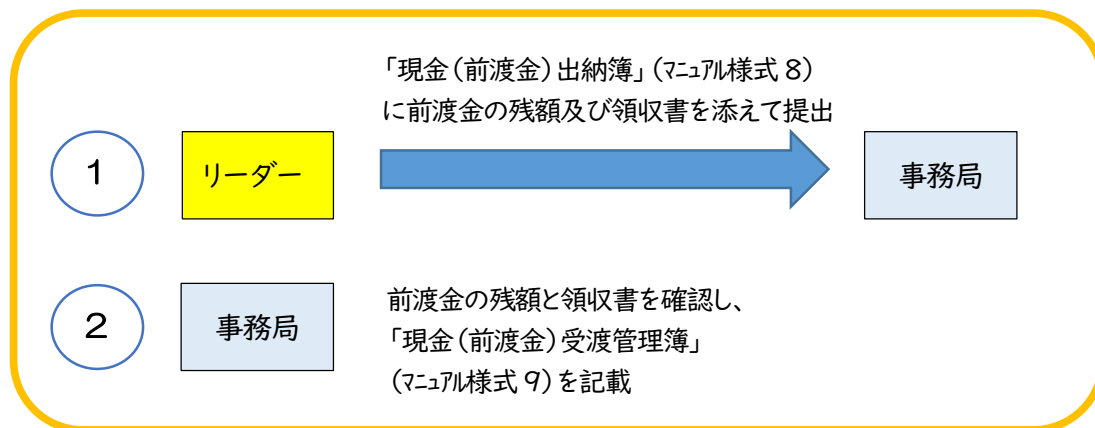 「現金(前渡金)出納簿」(ﾏﾆｭｱﾙ様式8)
に前渡金の残額及び領収書を添えて提出
1
リーダー
事務局
2
事務局
前渡金の残額と領収書を確認し、
「現金(前渡金)受渡管理簿」
(ﾏﾆｭｱﾙ様式9)を記載